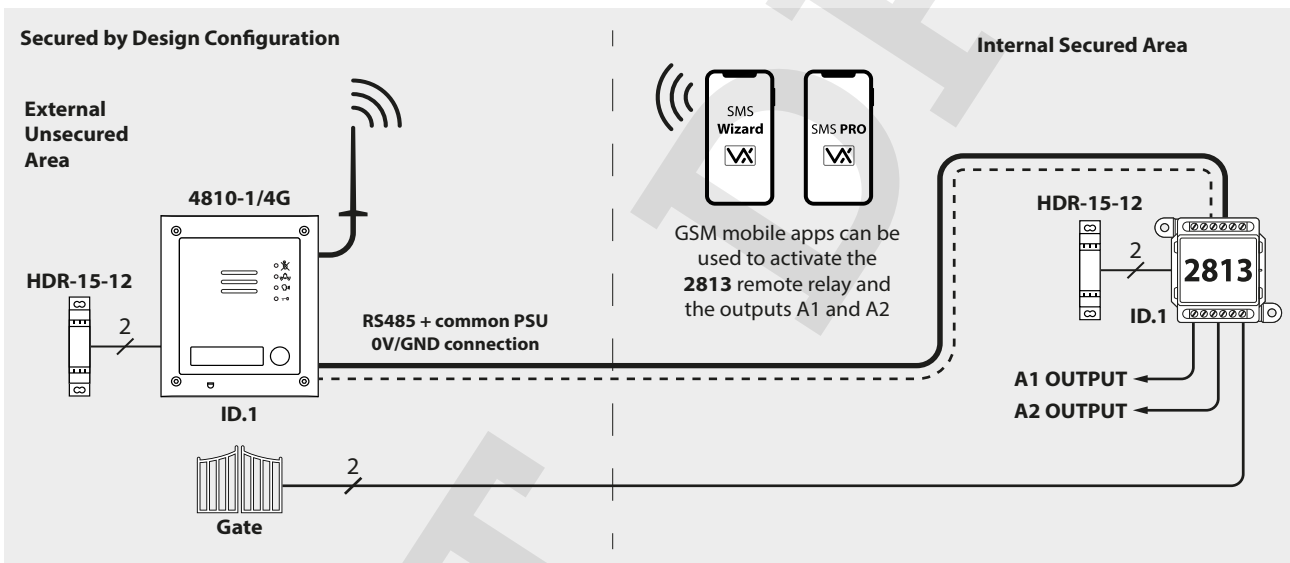 Secured by Design Configuration
Internal Secured Area
External
Unsecured
Area
SMS
Wizard
VX
SMS PRO
VX
4810-1/4G
HDR-15-12
2
RS485 + common PSU
0V/GND connection
ID.1
GSM mobile apps can be
used to activate the
2813 remote relay and
the outputs A1 and A2
HDR-15-12
2
2813
ID.1
A1 OUTPUT
A2 OUTPUT
2
Gate